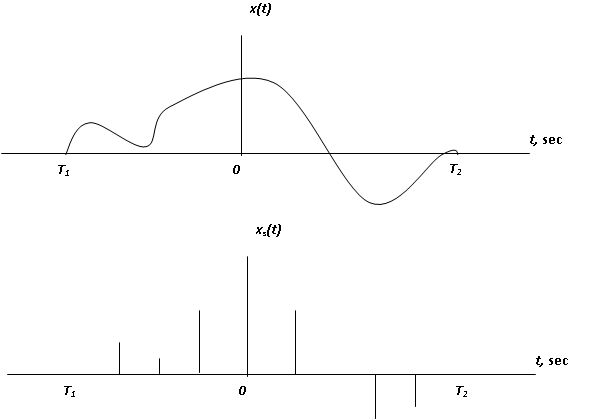 x(t)
t, sec
T1 0 T2
xs(t)
t, sec
T1 0 T2